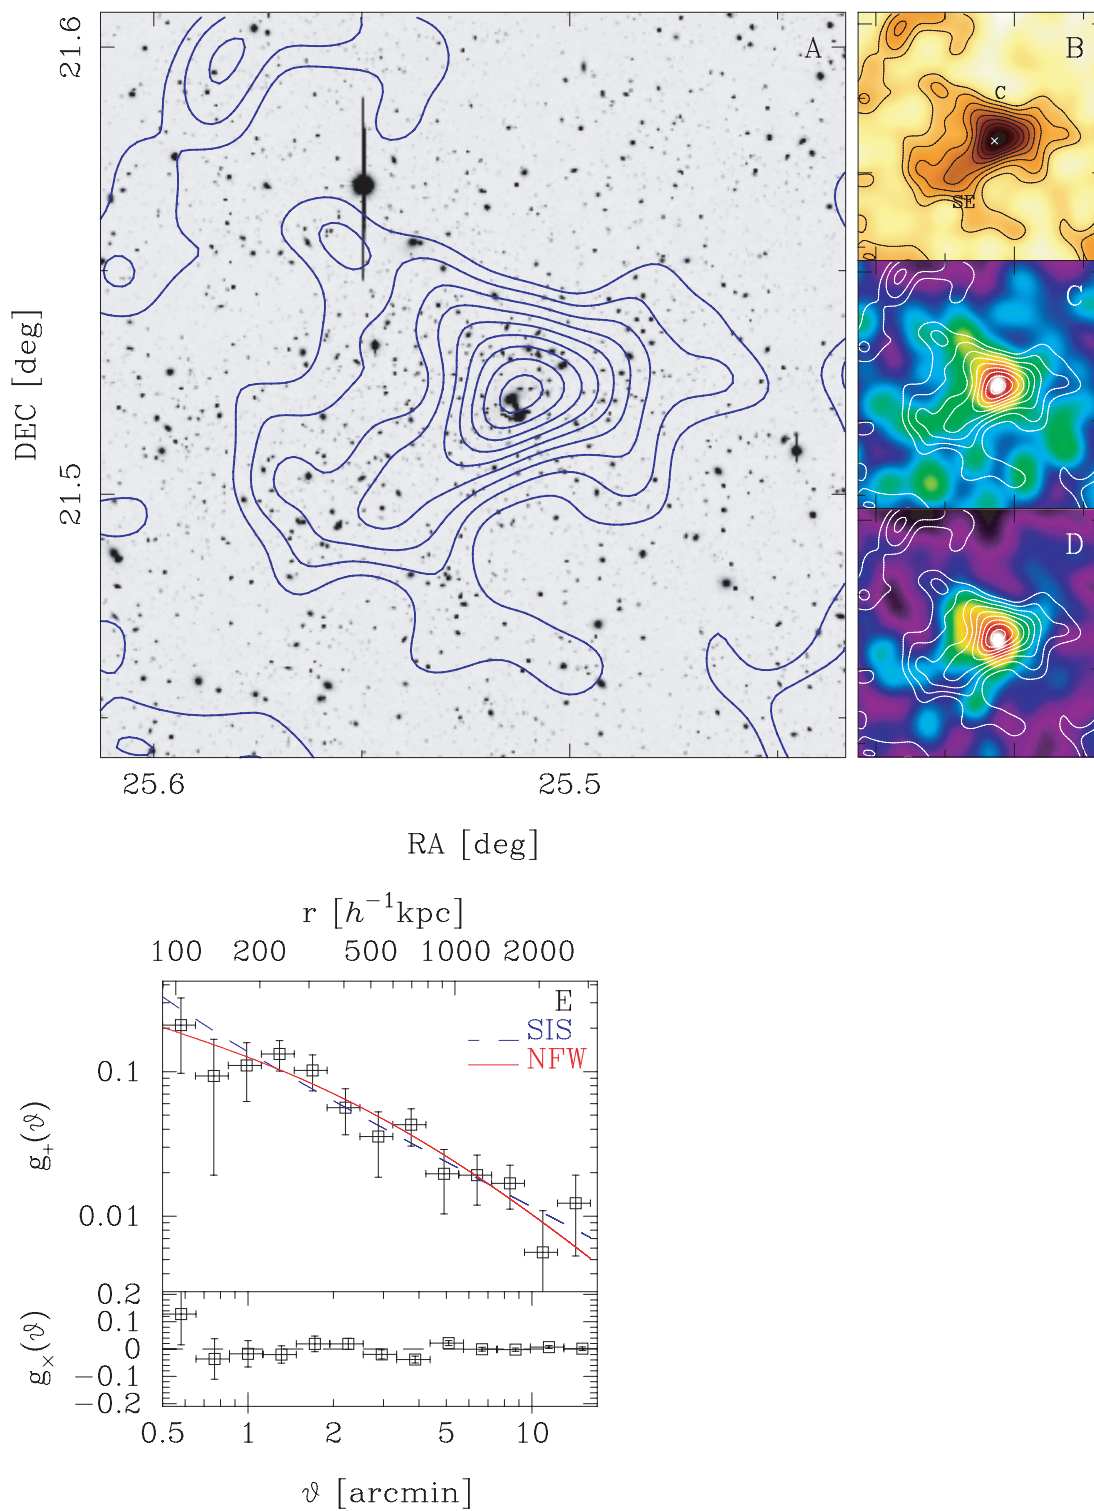 A
B
C
SE
C
D
21.6
21.5
DEC [deg]
25.6
25.5
RA [deg]
r [h⁻¹kpc]
100
200
500
1000
2000
E
SIS
NFW
0.1
0.01
g₊(ϑ)
0.2
0.1
0
−0.1
−0.2
g×(ϑ)
0.5
1
2
5
10
ϑ [arcmin]